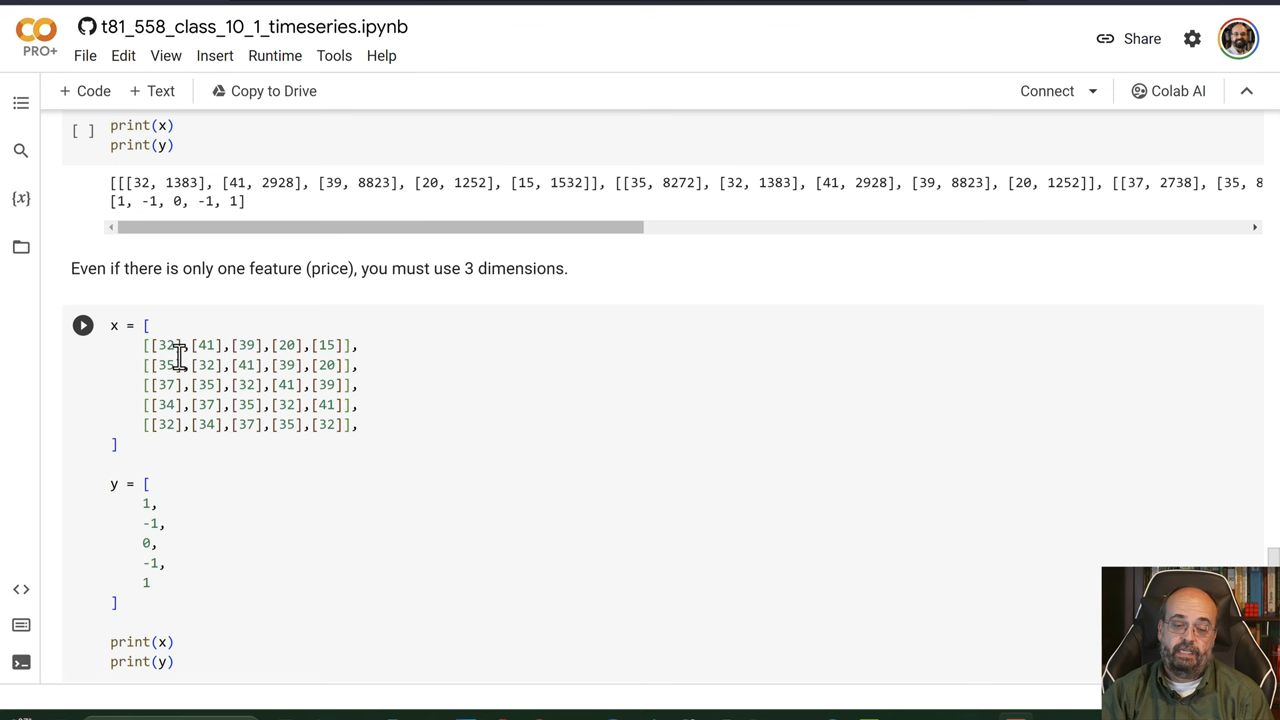 CO
PRO+
t81_558_class_10_1_timeseries.ipynb
File Edit View Insert Runtime Tools Help
Share
+ Code + Text Copy to Drive
Connect
Colab AI
{x}
[ ] print(x)
print(y)
[[[32, 1383], [41, 2928], [39, 8823], [20, 1252], [15, 1532]], [[35, 8272], [32, 1383], [41, 2928], [39, 8823], [20, 1252]], [[37, 2738], [35, 8
[1, -1, 0, -1, 1]
Even if there is only one feature (price), you must use 3 dimensions.
x = [
[[32],[41],[39],[20],[15]],
[[35],[32],[41],[39],[20]],
[[37],[35],[32],[41],[39]],
[[34],[37],[35],[32],[41]],
[[32],[34],[37],[35],[32]],
]
y = [
1,
-1,
0,
-1,
1
]
print(x)
print(y)